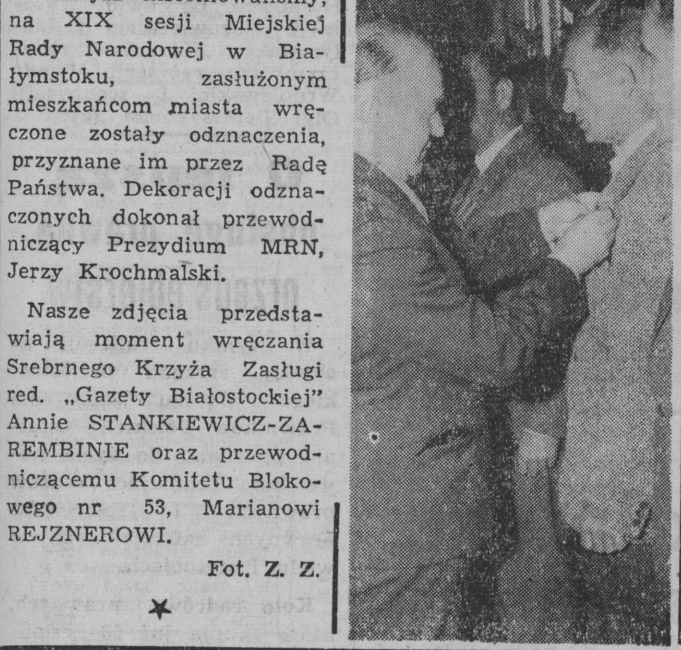 na XIX sesji Miejskiej
Rady Narodowej w Bia-
łymstoku, zasłużonym
mieszkańcom miasta wrę-
czone zostały odznaczenia,
przyznane im przez Radę
Państwa. Dekoracji odzna-
czonych dokonał przewod-
niczący Prezydium MRN,
Jerzy Krochmalski.
Nasze zdjęcia przedsta-
wiają moment wręczania
Srebrnego Krzyża Zasługi
red. „Gazety Białostockiej”
Annie STANKIEWICZ-ZA-
REMBINIE oraz przewod-
niczącemu Komitetu Bloko-
wego nr 53, Marianowi
REJZNEROWI.
Fot. Z. Z.